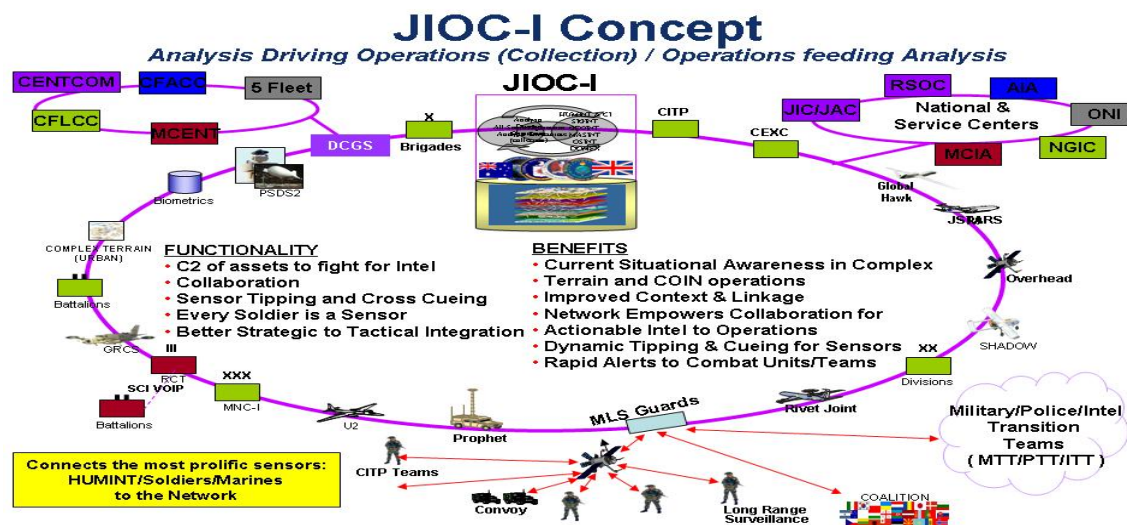 JIOC-I Concept
Analysis Driving Operations (Collection) / Operations feeding Analysis
CENTCOM
CFACC
5 Fleet
CFLCC
MCENT
DCGS
X
Brigades
JIOC-I
SIGINT
MASINT
OSINT
CITP
CEXC
RSOC
AIA
JIC/JAC
National &
Service Centers
ONI
MCIA
NGIC
PSDS2
Biometrics
COMPLEX TERRAIN
(URBAN)
Battalions
GRCS
III
RCT
SCI VOIP
Battalions
XXX
MNC-I
U2
Prophet
MLS Guards
Rivet Joint
XX
Divisions
SHADOW
Overhead
JSTARS
Global
Hawk
FUNCTIONALITY
• C2 of assets to fight for Intel
• Collaboration
• Sensor Tipping and Cross Cueing
• Every Soldier is a Sensor
• Better Strategic to Tactical Integration
BENEFITS
• Current Situational Awareness in Complex
• Terrain and COIN operations
• Improved Context & Linkage
• Network Empowers Collaboration for
• Actionable Intel to Operations
• Dynamic Tipping & Cueing for Sensors
• Rapid Alerts to Combat Units/Teams
Connects the most prolific sensors:
HUMINT/Soldiers/Marines
to the Network
CITP Teams
Convoy
Long Range
Surveillance
COALITION
Military/Police/Intel
Transition
Teams
( MTT/PTT/ITT )